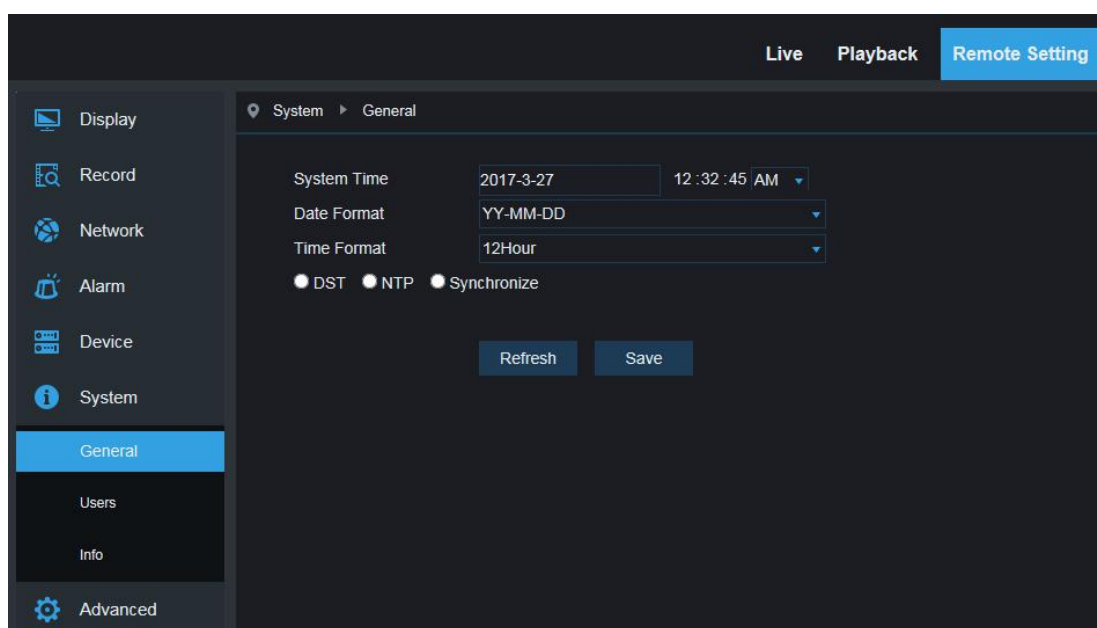 Live Playback Remote Setting
Display
Record
Network
Alarm
Device
System
General
Users
Info
Advanced
System General
System Time 2017-3-27 12:32:45 AM
Date Format YY-MM-DD
Time Format 12Hour
DST NTP Synchronize
Refresh Save